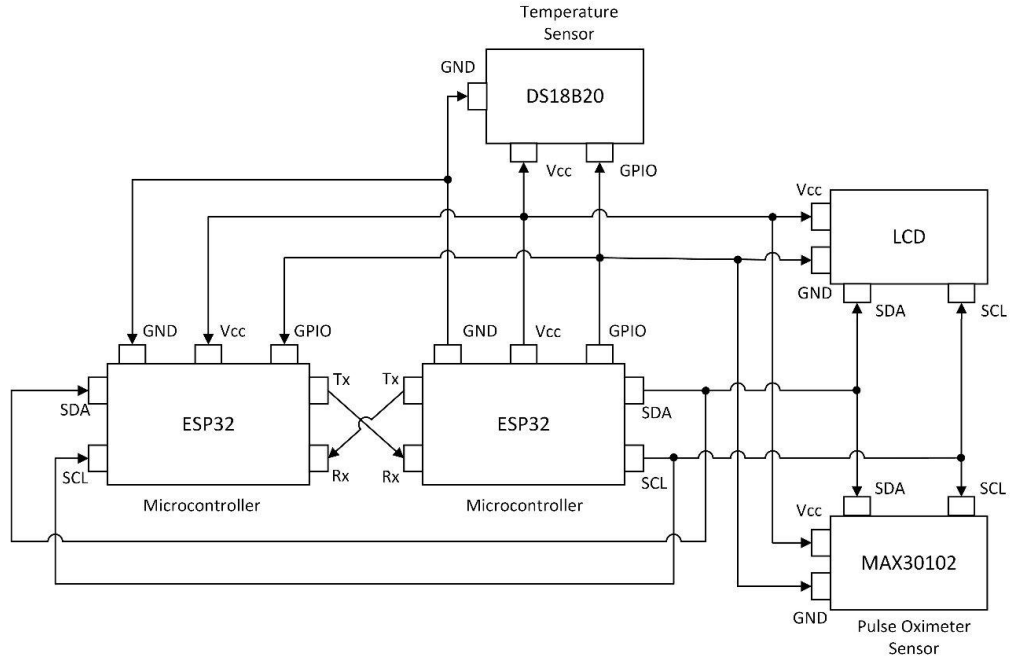 Temperature
Sensor
GND
DS18B20
Vcc
GPIO
Vcc
LCD
GND
SDA
SCL
GND
Vcc
GPIO
GND
Vcc
GPIO
Tx
Tx
SDA
ESP32
ESP32
SDA
SCL
Rx
Rx
SCL
SDA
SCL
Microcontroller
Microcontroller
Vcc
MAX30102
GND
Pulse Oximeter
Sensor